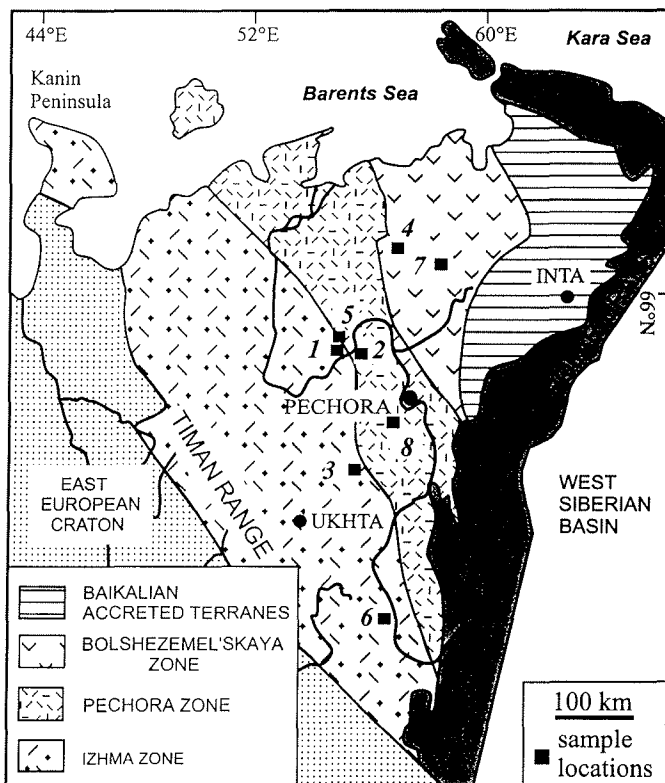 44°E 52°E 60°E
Kara Sea
Kanin
Peninsula
Barents Sea
4
7
INTA
N°66
5
1
2
PECHORA
8
3
TIMAN RANGE
EAST
EUROPEAN
CRATON
WEST
SIBERIAN
BASIN
UKHTA
6
BAIKALIAN
ACCRETED TERRANES
BOLSHEZEMEL'SKAYA
ZONE
PECHORA ZONE
IZHMA ZONE
100 km
sample
locations